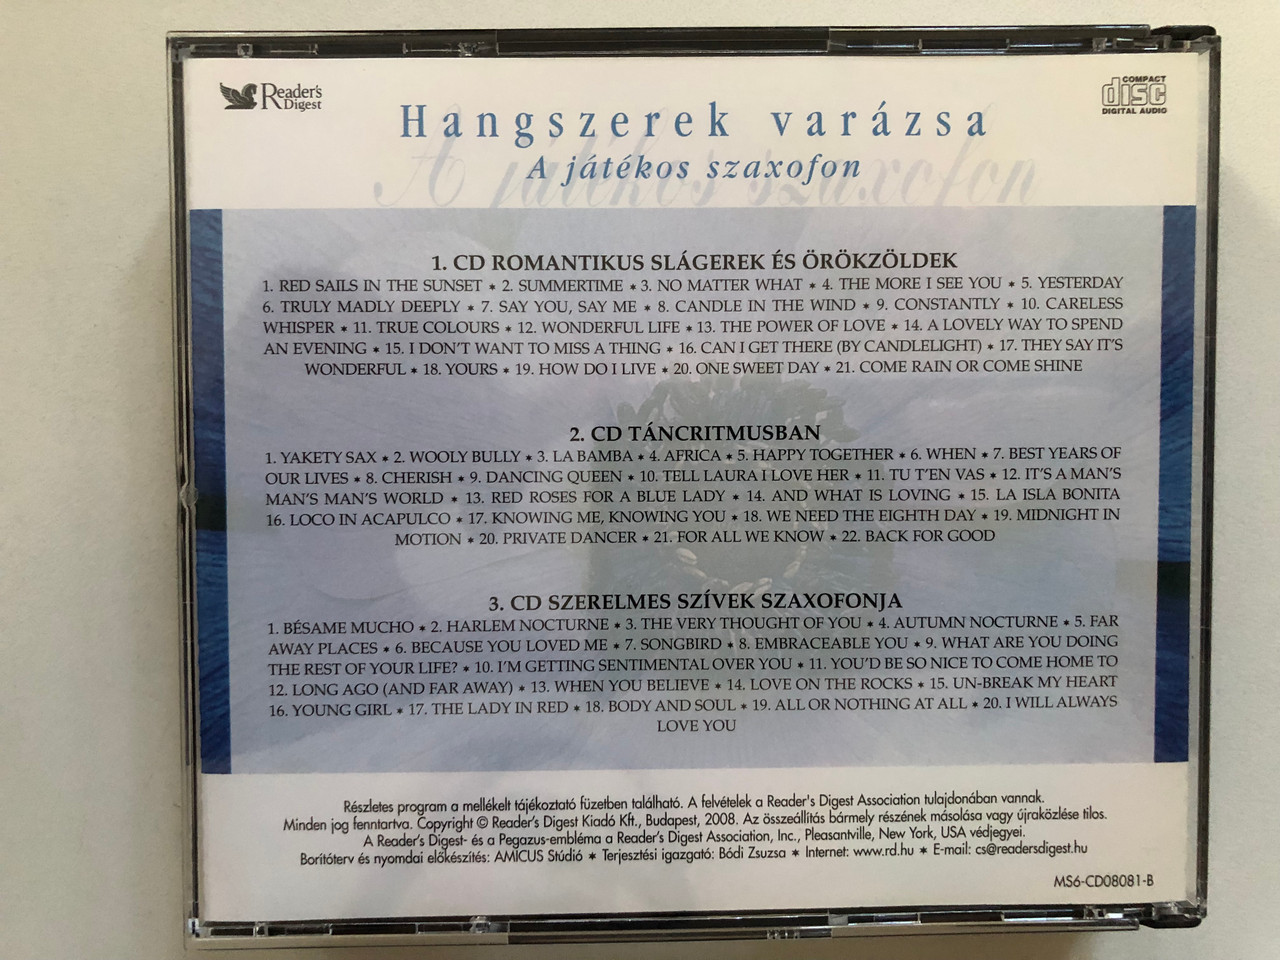 Reader's
Digest
COMPACT
disc
DIGITAL AUDIO
Hangszerek varázsa
A játékos szaxofon
A játékos szaxofon
1. CD ROMANTIKUS SLÁGEREK ÉS ÖRÖKZÖLDEK
1. RED SAILS IN THE SUNSET * 2. SUMMERTIME * 3. NO MATTER WHAT * 4. THE MORE I SEE YOU * 5. YESTERDAY
6. TRULY MADLY DEEPLY * 7. SAY YOU, SAY ME * 8. CANDLE IN THE WIND * 9. CONSTANTLY * 10. CARELESS
WHISPER * 11. TRUE COLOURS * 12. WONDERFUL LIFE * 13. THE POWER OF LOVE * 14. A LOVELY WAY TO SPEND
AN EVENING * 15. I DON'T WANT TO MISS A THING * 16. CAN I GET THERE (BY CANDLELIGHT) * 17. THEY SAY IT'S
WONDERFUL * 18. YOURS * 19. HOW DO I LIVE * 20. ONE SWEET DAY * 21. COME RAIN OR COME SHINE
2. CD TÁNCRITMUSBAN
1. YAKETY SAX * 2. WOOLY BULLY * 3. LA BAMBA * 4. AFRICA * 5. HAPPY TOGETHER * 6. WHEN * 7. BEST YEARS OF
OUR LIVES * 8. CHERISH * 9. DANCING QUEEN * 10. TELL LAURA I LOVE HER * 11. TU T'EN VAS * 12. IT'S A MAN'S
MAN'S MAN'S WORLD * 13. RED ROSES FOR A BLUE LADY * 14. AND WHAT IS LOVING * 15. LA ISLA BONITA
16. LOCO IN ACAPULCO * 17. KNOWING ME, KNOWING YOU * 18. WE NEED THE EIGHTH DAY * 19. MIDNIGHT IN
MOTION * 20. PRIVATE DANCER * 21. FOR ALL WE KNOW * 22. BACK FOR GOOD
3. CD SZERELMES SZÍVEK SZAXOFONJA
1. BÉSAME MUCHO * 2. HARLEM NOCTURNE * 3. THE VERY THOUGHT OF YOU * 4. AUTUMN NOCTURNE * 5. FAR
AWAY PLACES * 6. BECAUSE YOU LOVED ME * 7. SONGBIRD * 8. EMBRACEABLE YOU * 9. WHAT ARE YOU DOING
THE REST OF YOUR LIFE? * 10. I'M GETTING SENTIMENTAL OVER YOU * 11. YOU'D BE SO NICE TO COME HOME TO
12. LONG AGO (AND FAR AWAY) * 13. WHEN YOU BELIEVE * 14. LOVE ON THE ROCKS * 15. UN-BREAK MY HEART
16. YOUNG GIRL * 17. THE LADY IN RED * 18. BODY AND SOUL * 19. ALL OR NOTHING AT ALL * 20. I WILL ALWAYS
LOVE YOU
Részletes program a mellékelt tájékoztató füzetben található. A felvételek a Reader's Digest Association tulajdonában vannak.
Minden jog fenntartva. Copyright © Reader's Digest Kiadó Kft., Budapest, 2008. Az összeállítás bármely részének másolása vagy újraközlése tilos.
A Reader's Digest- és a Pegazus-embléma a Reader's Digest Association, Inc., Pleasantville, New York, USA védjegyei.
Borítóterv és nyomdai előkészítés: AMICUS Stúdió * Terjesztési igazgató: Bódi Zsuzsa * Internet: www.rd.hu * E-mail: cs@readersdigest.hu
MS6-CD08081-B